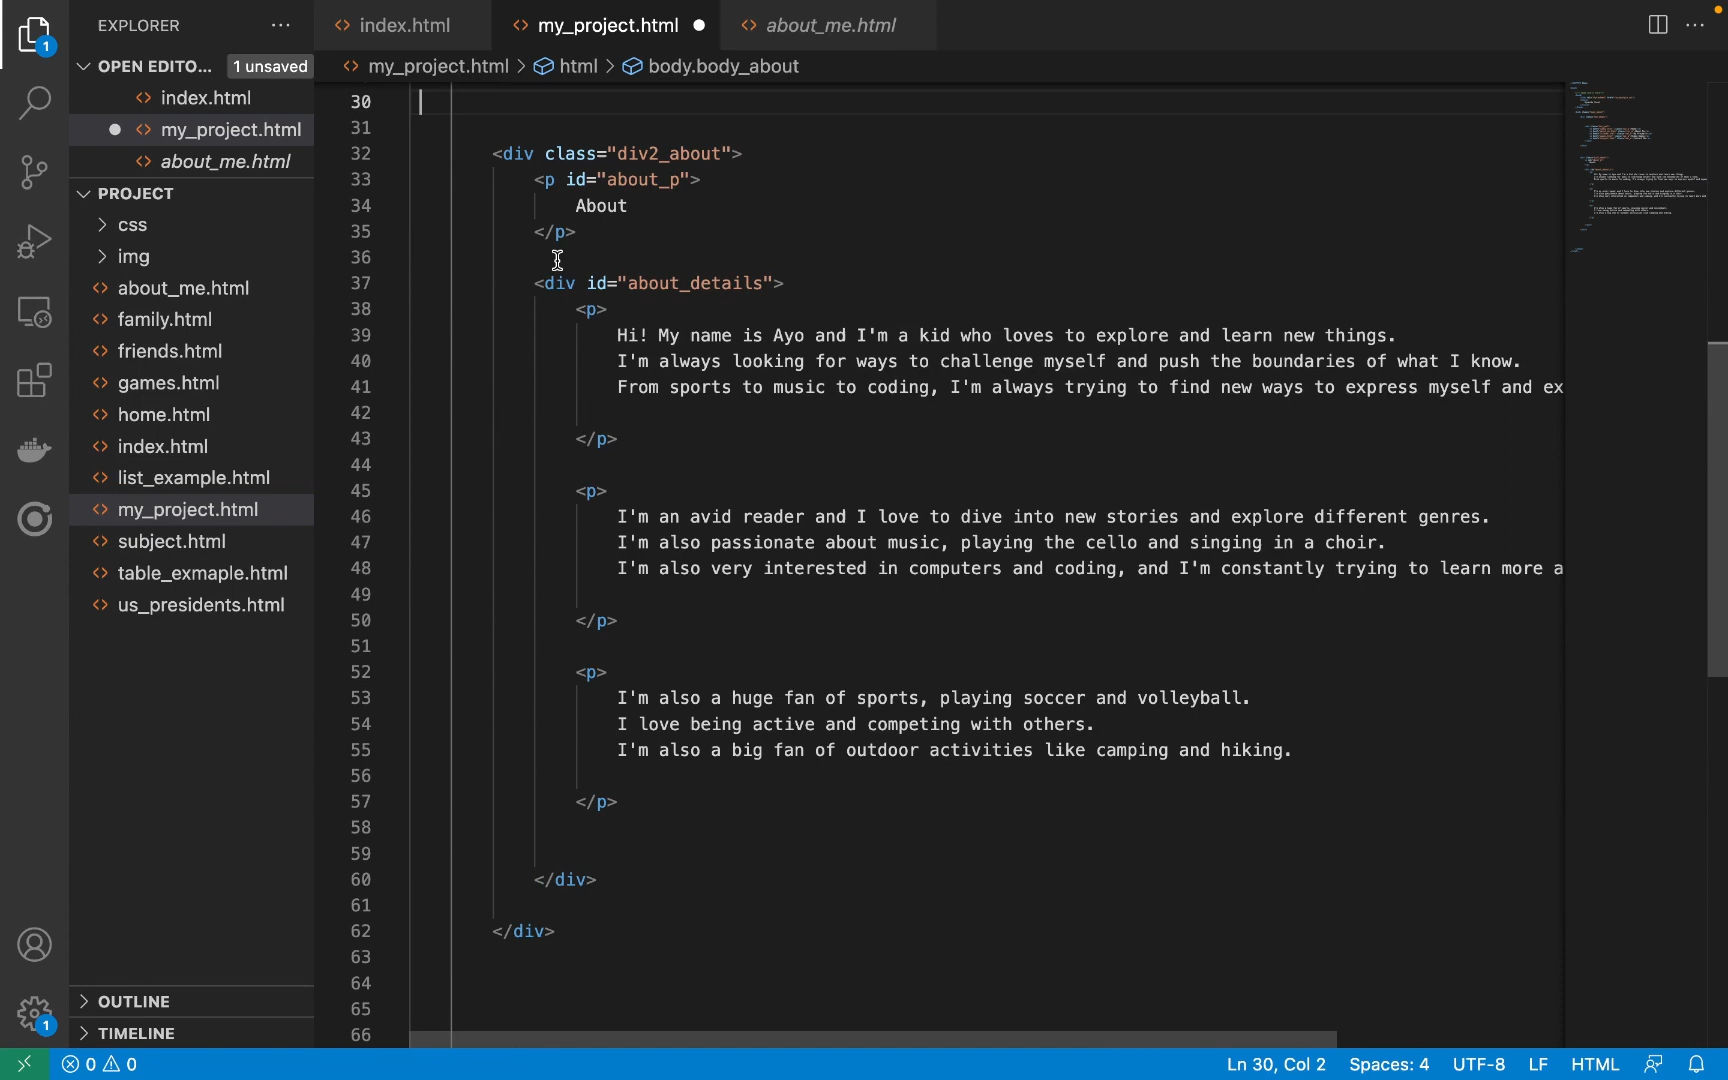 EXPLORER
index.html
my_project.html
about_me.html
OPEN EDITO...
1 unsaved
my_project.html > html > body.body_about
index.html
my_project.html
about_me.html
PROJECT
css
img
about_me.html
family.html
friends.html
games.html
home.html
index.html
list_example.html
my_project.html
subject.html
table_exmaple.html
us_presidents.html
OUTLINE
TIMELINE
1
1
30
31
32 <div class="div2_about">
33 <p id="about_p">
34 About
35 </p>
36
37 <div id="about_details">
38 <p>
39 Hi! My name is Ayo and I'm a kid who loves to explore and learn new things.
40 I'm always looking for ways to challenge myself and push the boundaries of what I know.
41 From sports to music to coding, I'm always trying to find new ways to express myself and ex
42
43 </p>
44
45 <p>
46 I'm an avid reader and I love to dive into new stories and explore different genres.
47 I'm also passionate about music, playing the cello and singing in a choir.
48 I'm also very interested in computers and coding, and I'm constantly trying to learn more a
49
50 </p>
51
52 <p>
53 I'm also a huge fan of sports, playing soccer and volleyball.
54 I love being active and competing with others.
55 I'm also a big fan of outdoor activities like camping and hiking.
56
57 </p>
58
59
60 </div>
61
62 </div>
63
64
65
66
0 0
Ln 30, Col 2
Spaces: 4
UTF-8
LF
HTML